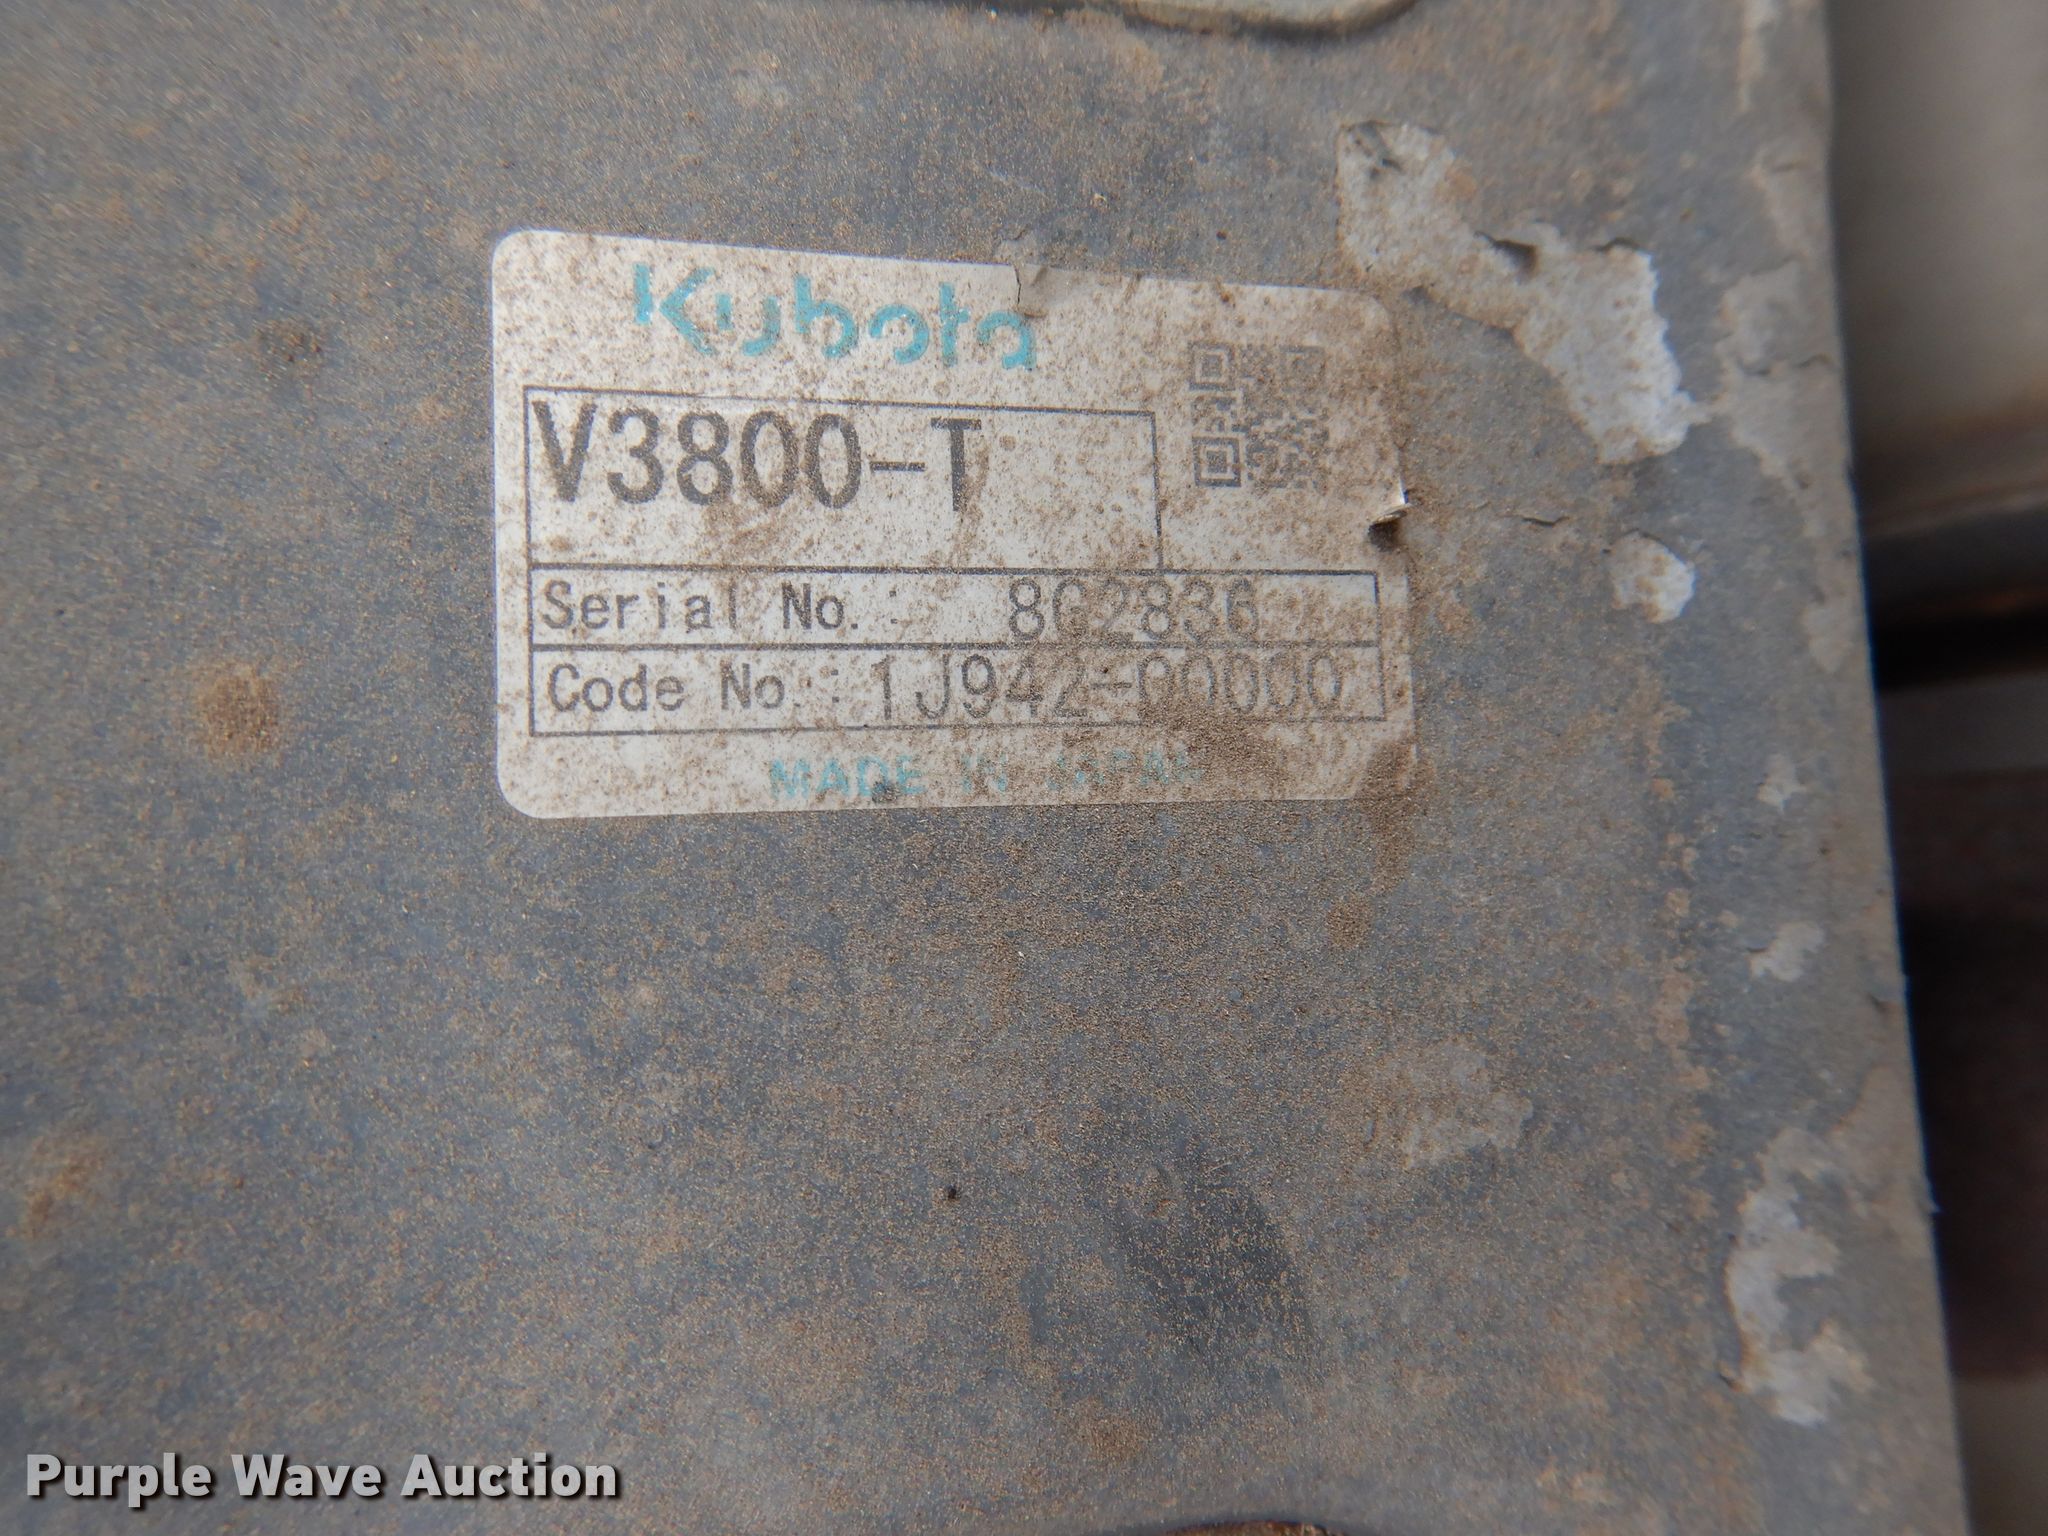 Kubota
V3800-T
Serial No. : 8G2836
Code No. : 1J942-00000
MADE IN JAPAN
Purple Wave Auction